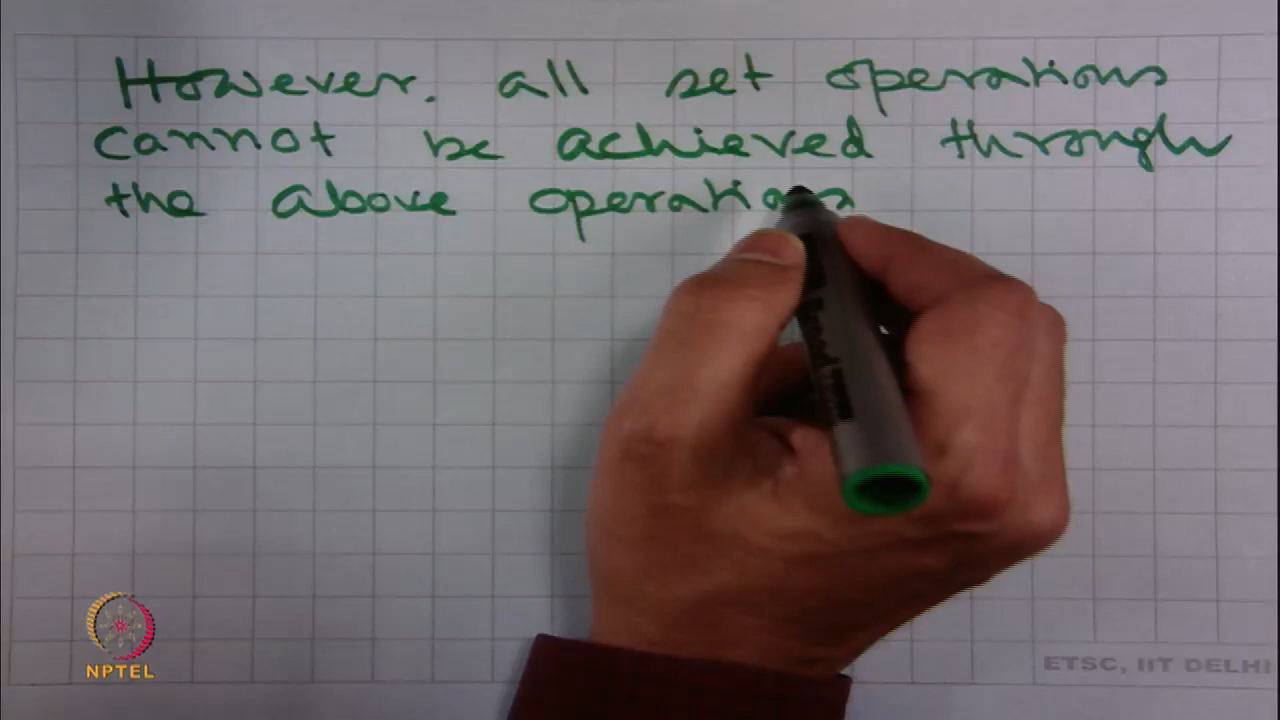 However. all set operations
cannot be achieved through
the above operations
NPTEL
ETSC, IIT DELHI